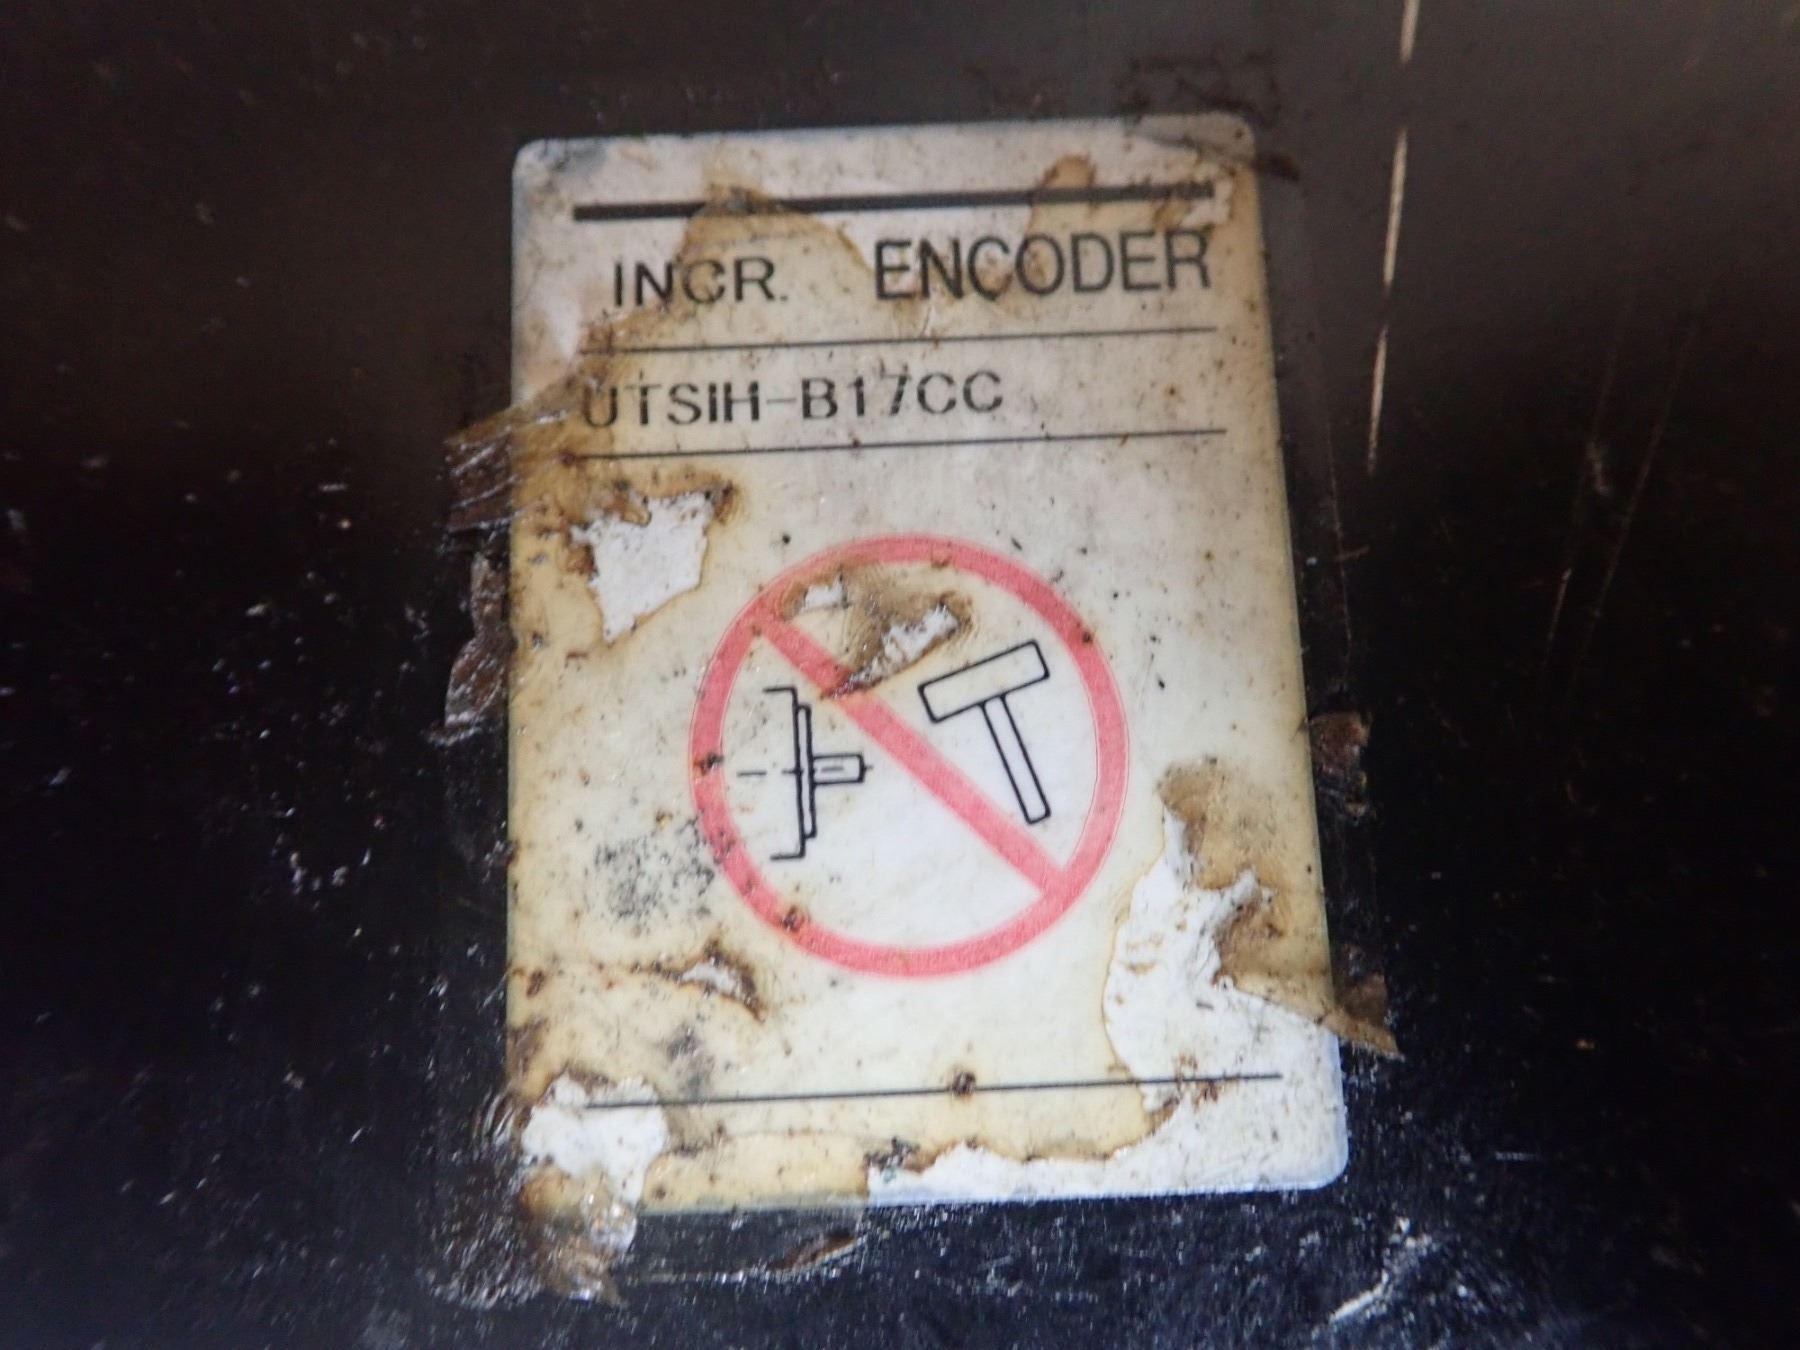 INCR. ENCODER
UTSIH-B17CC